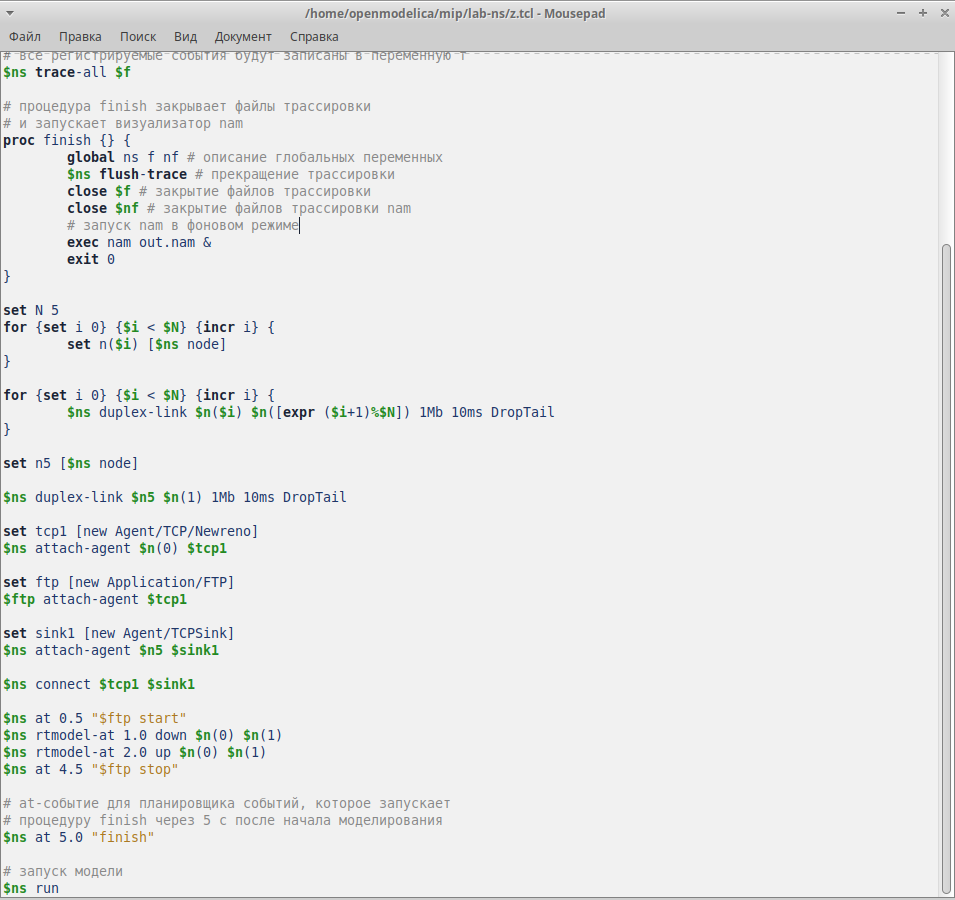 /home/openmodelica/mip/lab-ns/z.tcl - Mousepad
Файл Правка Поиск Вид Документ Справка
# все регистрируемые события будут записаны в переменную
$ns trace-all $f
# процедура finish закрывает файлы трассировки
# и запускает визуализатор nam
proc finish {} {
global ns f nf # описание глобальных переменных
$ns flush-trace # прекращение трассировки
close $f # закрытие файлов трассировки
close $nf # закрытие файлов трассировки nam
# запуск nam в фоновом режиме
exec nam out.nam &
exit 0
}
set N 5
for {set i 0} {$i < $N} {incr i} {
set n($i) [$ns node]
}
for {set i 0} {$i < $N} {incr i} {
$ns duplex-link $n($i) $n([expr ($i+1)%$N]) 1Mb 10ms DropTail
}
set n5 [$ns node]
$ns duplex-link $n5 $n(1) 1Mb 10ms DropTail
set tcp1 [new Agent/TCP/Newreno]
$ns attach-agent $n(0) $tcp1
set ftp [new Application/FTP]
$ftp attach-agent $tcp1
set sink1 [new Agent/TCPSink]
$ns attach-agent $n5 $sink1
$ns connect $tcp1 $sink1
$ns at 0.5 "$ftp start"
$ns rtmodel-at 1.0 down $n(0) $n(1)
$ns rtmodel-at 2.0 up $n(0) $n(1)
$ns at 4.5 "$ftp stop"
# at-событие для планировщика событий, которое запускает
# процедуру finish через 5 с после начала моделирования
$ns at 5.0 "finish"
# запуск модели
$ns run